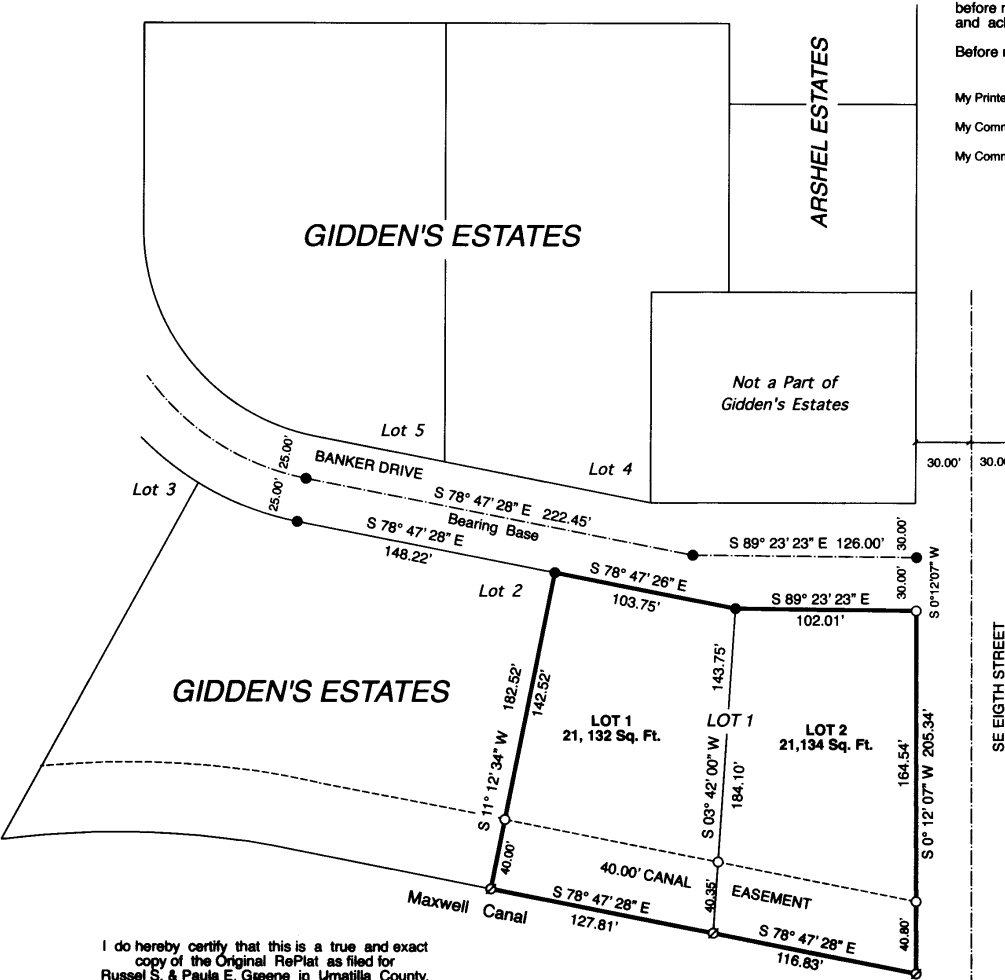 before
and
Before
My
My
My
ARSHEL ESTATES
GIDDEN'S ESTATES
Not a Part of
Gidden's Estates
30.00'
Lot 5
Lot 4
Lot 3
25.00'
25.00'
BANKER DRIVE
S 78° 47' 28" E 222.45'
Bearing Base
S 78° 47' 28" E
148.22'
S 89° 23' 23" E 126.00'
30.00'
30.00'
S 0°12'07" W
Lot 2
S 78° 47' 26" E
103.75'
S 89° 23' 23" E
102.01'
GIDDEN'S ESTATES
182.52'
142.52'
S 11° 12' 34" W
40.00'
LOT 1
21, 132 Sq. Ft.
LOT 1
143.75'
S 03° 42' 00" W
184.10'
40.35'
LOT 2
21,134 Sq. Ft.
164.54'
S 0° 12' 07" W 205.34'
40.80'
SE EIGTH STREET
40.00' CANAL EASEMENT
Maxwell Canal
S 78° 47' 28" E
127.81'
S 78° 47' 28" E
116.83'
I do hereby certify that this is a true and exact
copy of the Original RePlat as filed for
Russel S. & Paula E. Greene in Umatilla County,